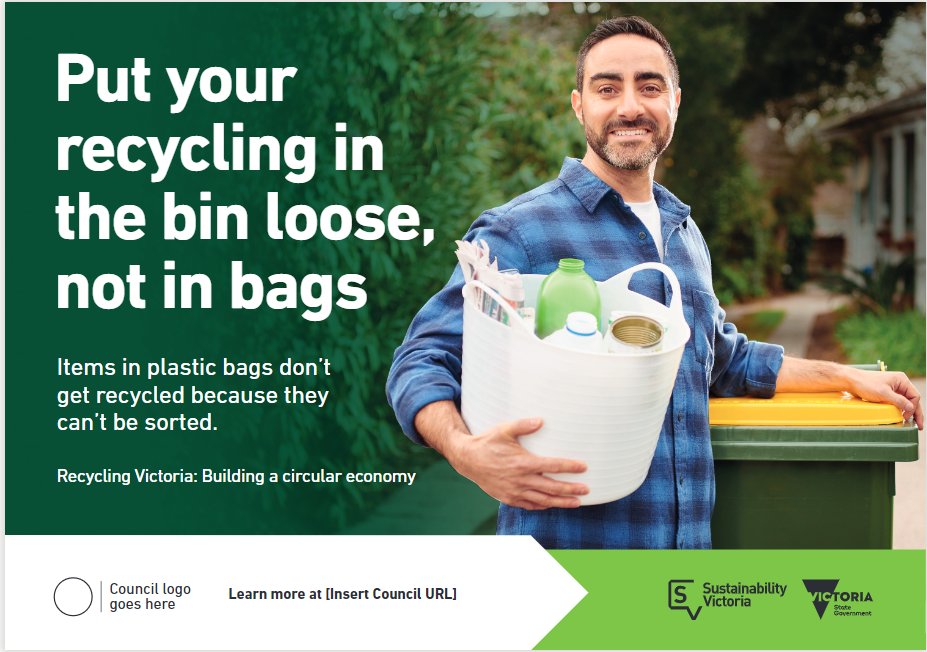 Put your
recycling in
the bin loose,
not in bags
Items in plastic bags don't
get recycled because they
can't be sorted.
Recycling Victoria: Building a circular economy
Council logo
goes here
Learn more at [Insert Council URL]
S
Sustainability
Victoria
VICTORIA
State
Government